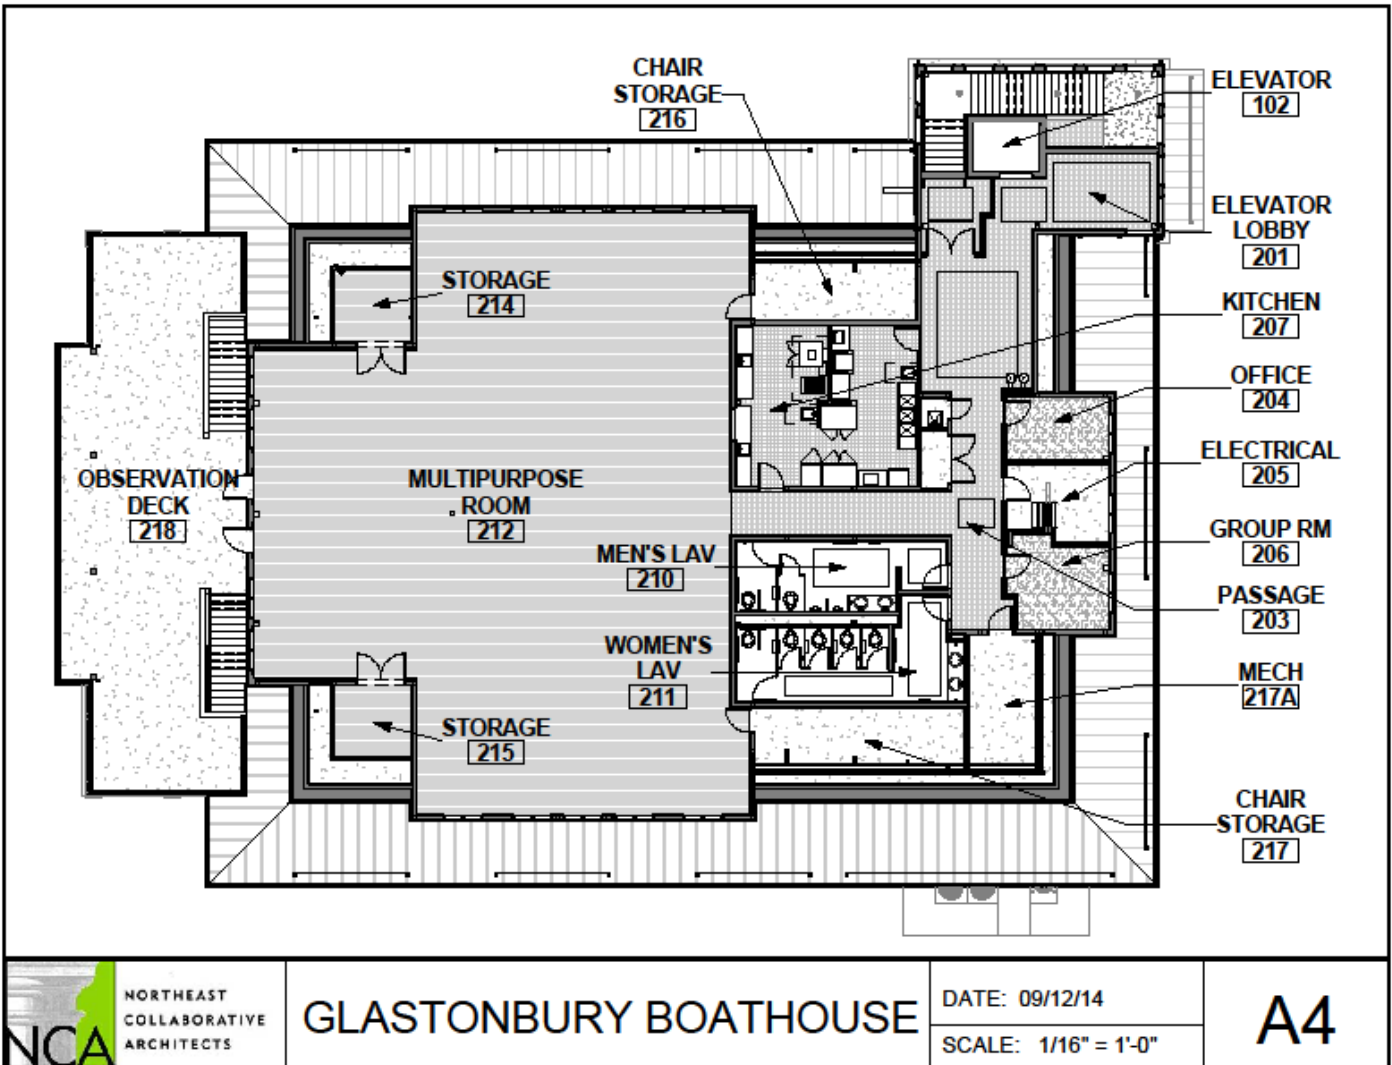 CHAIR
STORAGE
216
ELEVATOR
102
ELEVATOR
LOBBY
201
STORAGE
214
KITCHEN
207
OFFICE
204
ELECTRICAL
205
OBSERVATION
DECK
218
MULTIPURPOSE
ROOM
212
GROUP RM
206
MEN'S LAV
210
PASSAGE
203
WOMEN'S
LAV
211
MECH
217A
STORAGE
215
CHAIR
STORAGE
217
NCA
NORTHEAST
COLLABORATIVE
ARCHITECTS
GLASTONBURY BOATHOUSE
DATE: 09/12/14
SCALE: 1/16" = 1'-0"
A4